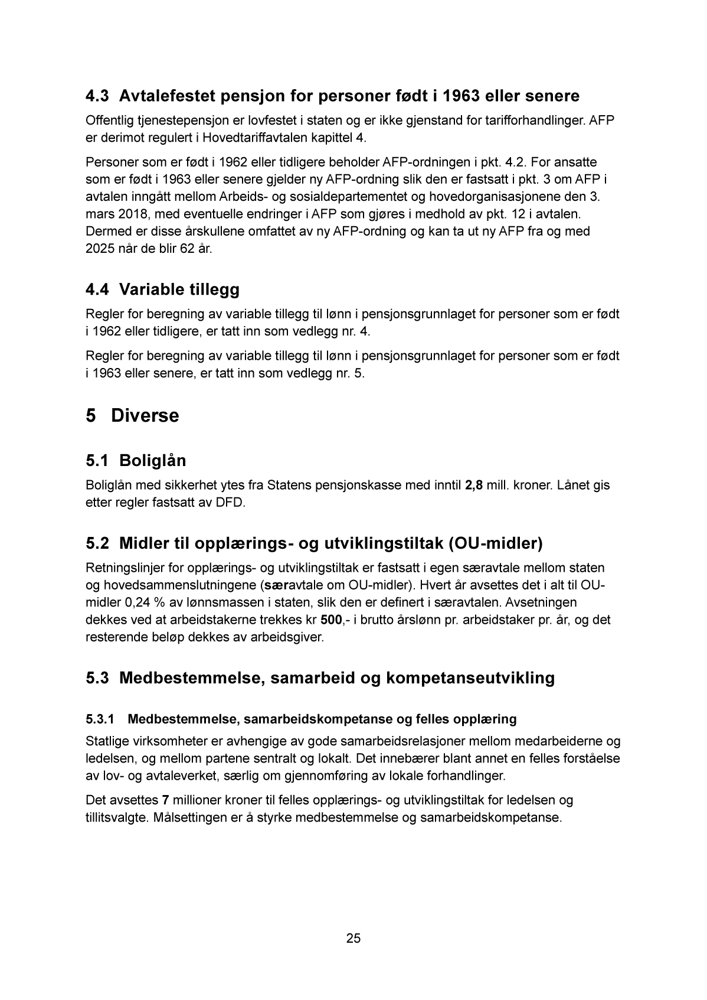 4.3 Avtalefestet pensjon for personer født i 1963 eller senere
Offentlig tjenestepensjon er lovfestet i staten og er ikke gjenstand for tarifforhandlinger. AFP
er derimot regulert i Hovedtariffavtalen kapittel 4.
Personer som er født i 1962 eller tidligere beholder AFP-ordningen i pkt. 4.2. For ansatte
som er født i 1963 eller senere gjelder ny AFP-ordning slik den er fastsatt i pkt. 3 om AFP i
avtalen inngått mellom Arbeids- og sosialdepartementet og hovedorganisasjonene den 3.
mars 2018, med eventuelle endringer i AFP som gjøres i medhold av pkt. 12 i avtalen.
Dermed er disse årskullene omfattet av ny AFP-ordning og kan ta ut ny AFP fra og med
2025 når de blir 62 år.
4.4 Variable tillegg
Regler for beregning av variable tillegg til lønn i pensjonsgrunnlaget for personer som er født
i 1962 eller tidligere, er tatt inn som vedlegg nr. 4.
Regler for beregning av variable tillegg til lønn i pensjonsgrunnlaget for personer som er født
i 1963 eller senere, er tatt inn som vedlegg nr. 5.
5 Diverse
5.1 Boliglån
Boliglån med sikkerhet ytes fra Statens pensjonskasse med inntil 2,8 mill. kroner. Lånet gis
etter regler fastsatt av DFD.
5.2 Midler til opplærings- og utviklingstiltak (OU-midler)
Retningslinjer for opplærings- og utviklingstiltak er fastsatt i egen særavtale mellom staten
og hovedsammenslutningene (særavtale om OU-midler). Hvert år avsettes det i alt til OU-
midler 0,24 % av lønnsmassen i staten, slik den er definert i særavtalen. Avsetningen
dekkes ved at arbeidstakerne trekkes kr 500,- i brutto årslønn pr. arbeidstaker pr. år, og det
resterende beløp dekkes av arbeidsgiver.
5.3 Medbestemmelse, samarbeid og kompetanseutvikling
5.3.1 Medbestemmelse, samarbeidskompetanse og felles opplæring
Statlige virksomheter er avhengige av gode samarbeidsrelasjoner mellom medarbeiderne og
ledelsen, og mellom partene sentralt og lokalt. Det innebærer blant annet en felles forståelse
av lov- og avtaleverket, særlig om gjennomføring av lokale forhandlinger.
Det avsettes 7 millioner kroner til felles opplærings- og utviklingstiltak for ledelsen og
tillitsvalgte. Målsettingen er å styrke medbestemmelse og samarbeidskompetanse.
25